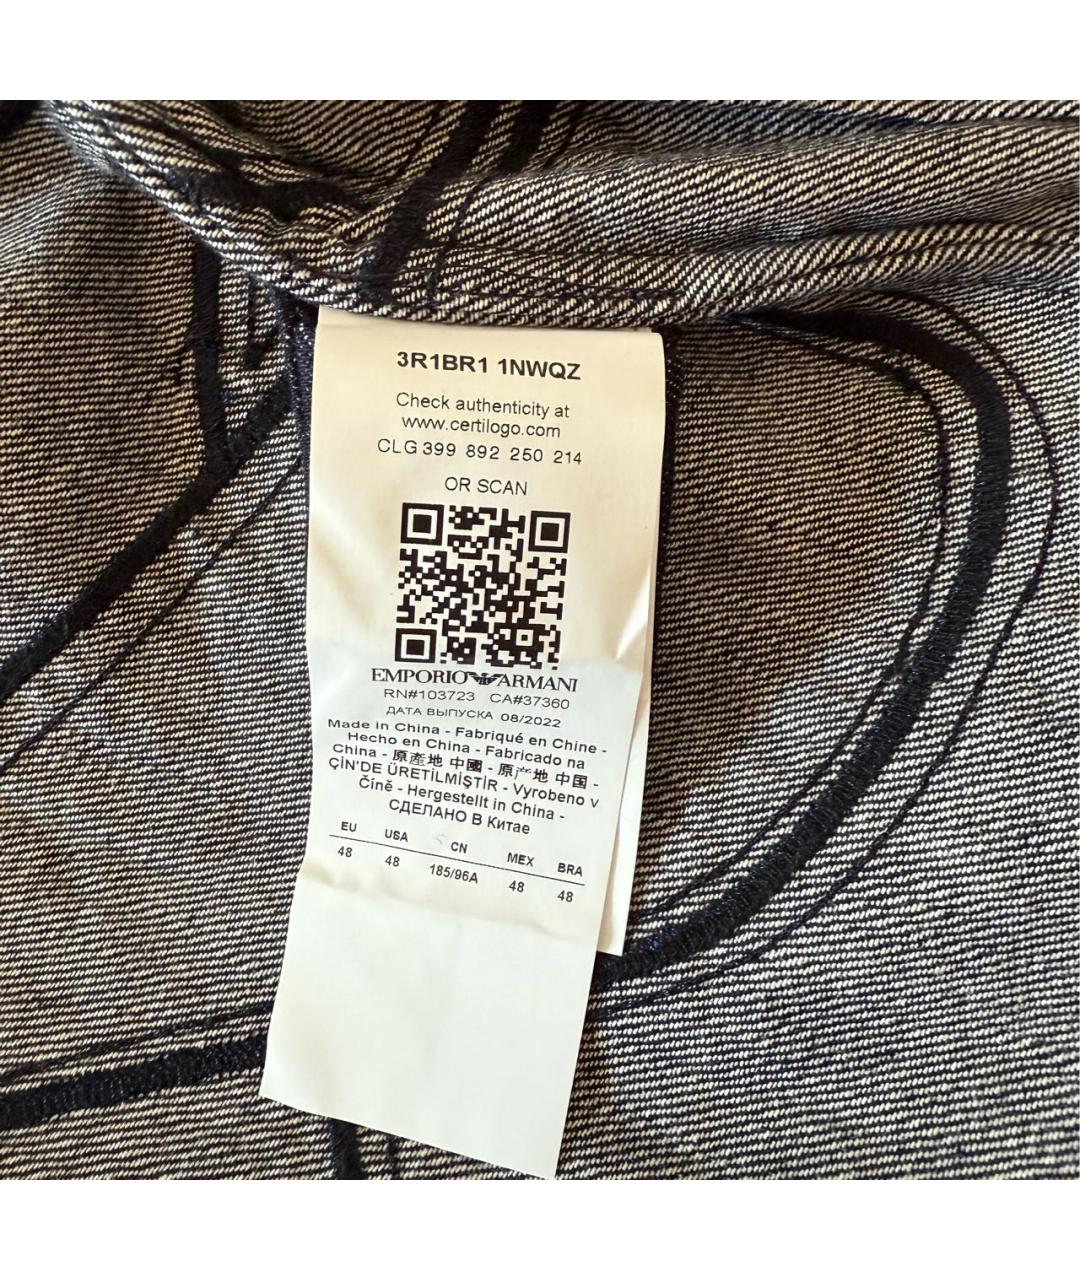 3R1BR1 1NWQZ
Check authenticity at
www.certilogo.com
CLG 399 892 250 214
OR SCAN
EMPORIO ARMANI
RN#103723 CA#37360
ДАТА ВЫПУСКА 08/2022
Made in China - Fabriqué en Chine -
Hecho en China - Fabricado na
China - 原產地 中國 - 原产地 中国 -
ÇİN'DE ÜRETİLMİŞTİR - Vyrobeno v
Číně - Hergestellt in China -
СДЕЛАНО В Китае
EU USA CN MEX BRA
48 48 185/96A 48 48